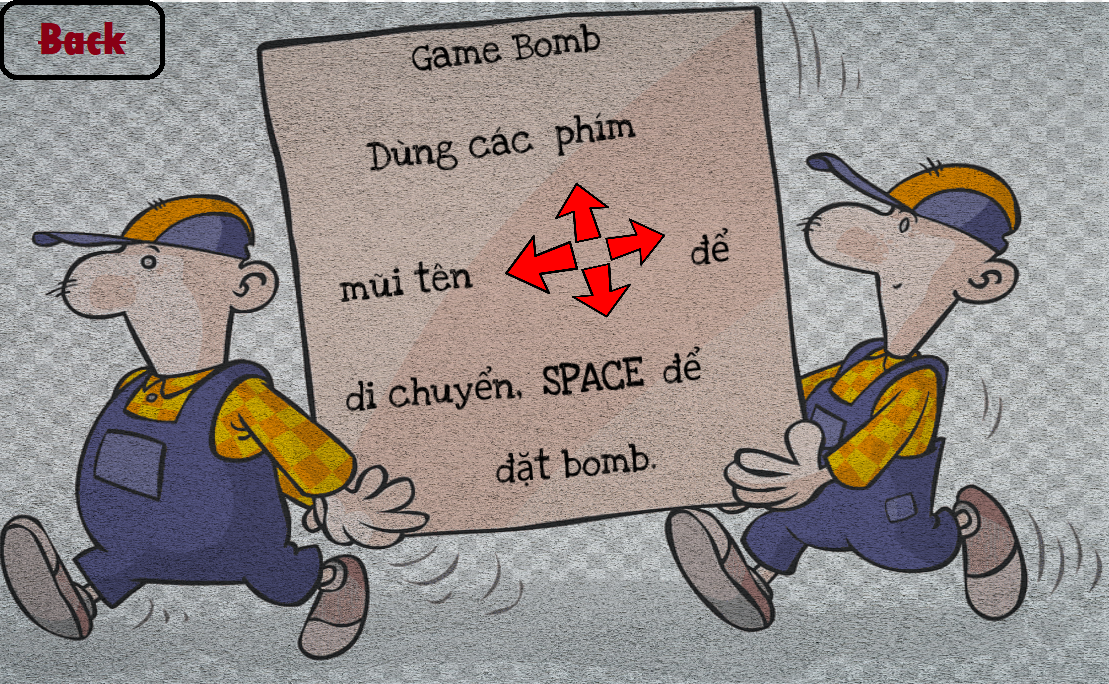 Back
Game Bomb
Dùng các phím
mũi tên để
di chuyển, SPACE để
đặt bomb.